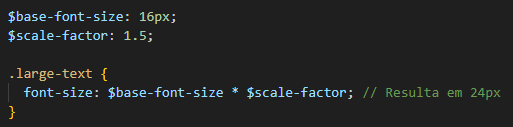 $base-font-size: 16px;
$scale-factor: 1.5;
.large-text {
font-size: $base-font-size * $scale-factor; // Resulta em 24px
}